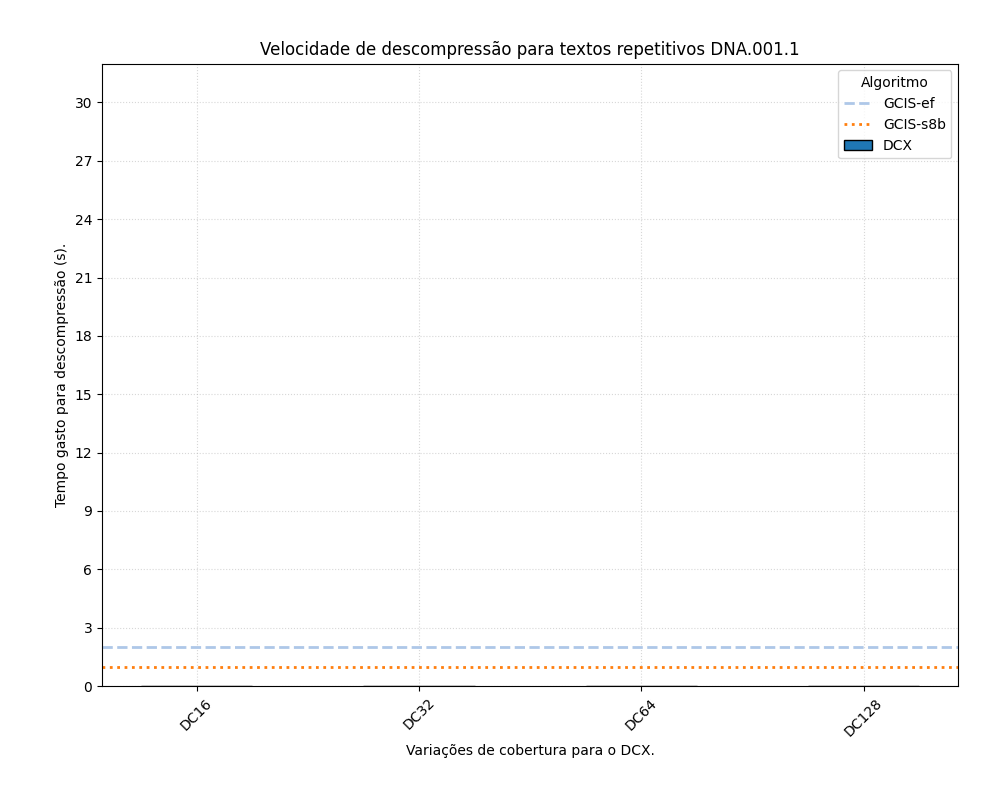 Velocidade de descompressão para textos repetitivos DNA.001.1
Algoritmo
GCIS-ef
GCIS-s8b
DCX
Tempo gasto para descompressão (s).
30
27
24
21
18
15
12
9
6
3
0
DC16
DC32
DC64
DC128
Variações de cobertura para o DCX.